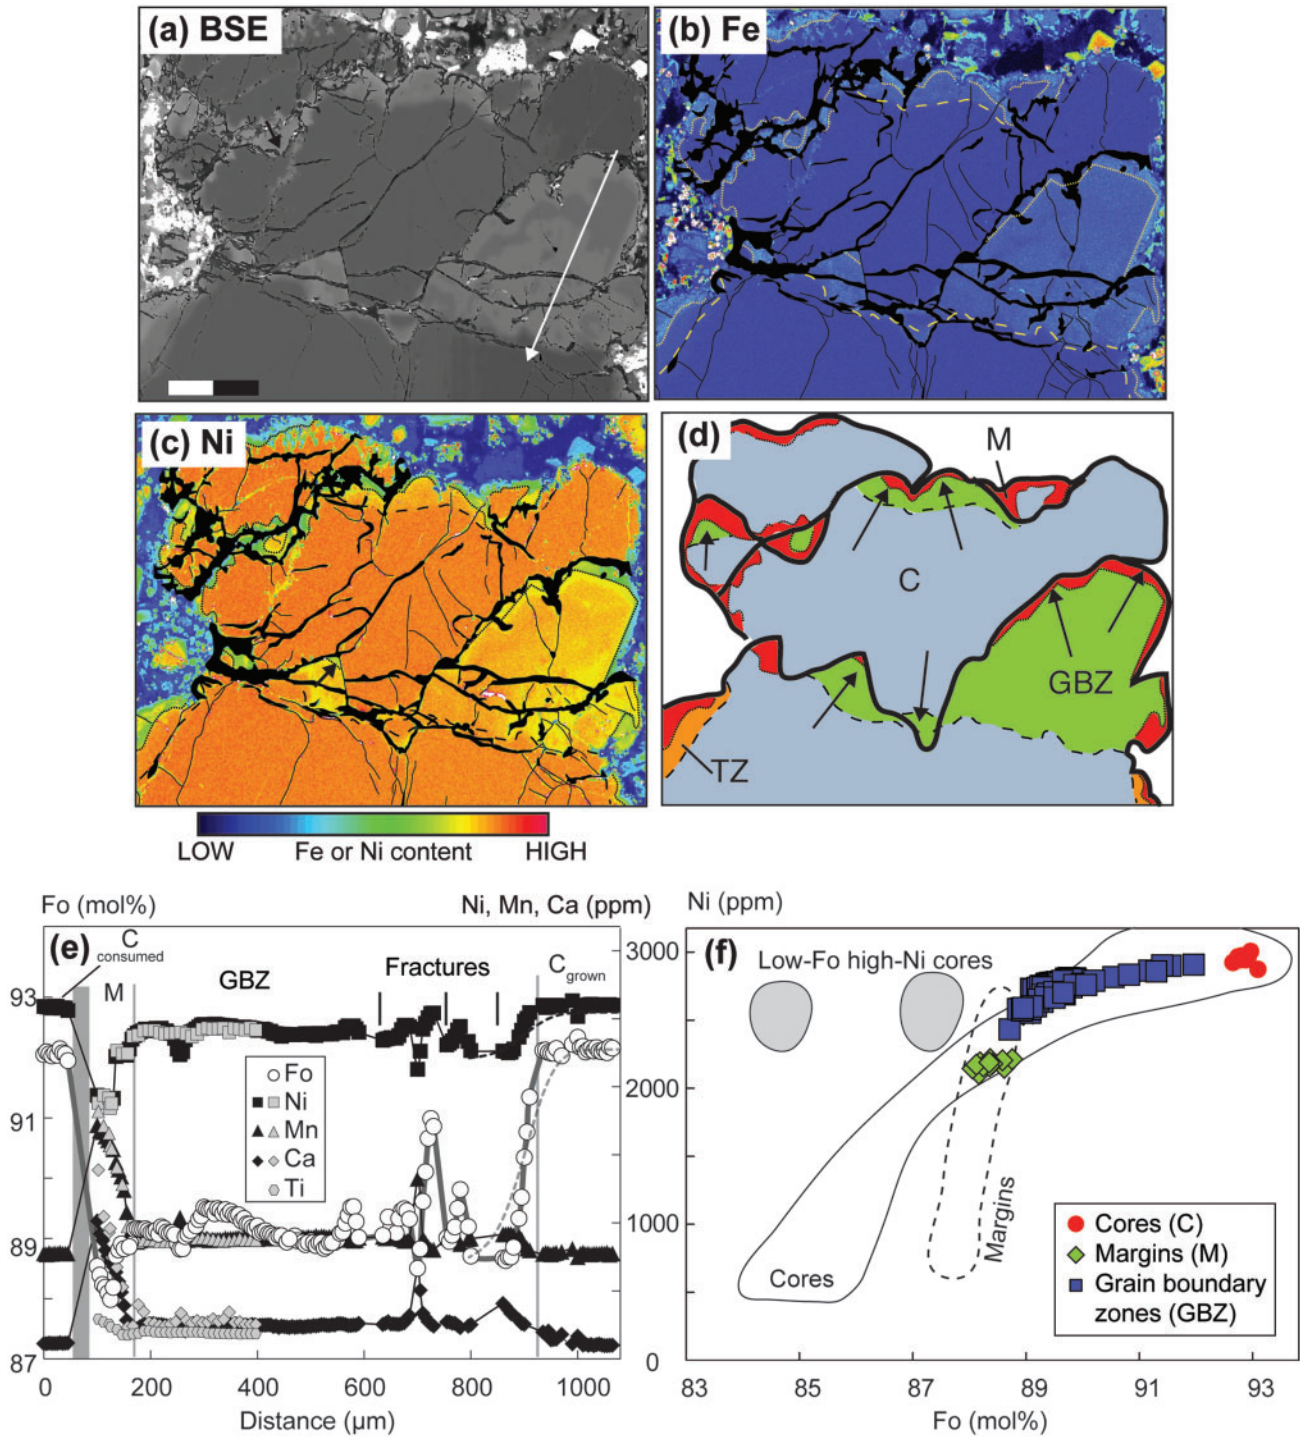 (a) BSE
(b) Fe
(c) Ni
(d)
M
C
GBZ
TZ
LOW Fe or Ni content HIGH
Fo (mol%)
Ni, Mn, Ca (ppm)
(e)
C
consumed
M
GBZ
Fractures
C grown
Fo
Ni
Mn
Ca
Ti
93
91
89
87
3000
2000
1000
0
0 200 400 600 800 1000
Distance (µm)
Ni (ppm)
(f)
Low-Fo high-Ni cores
Margins
Cores
Cores (C)
Margins (M)
Grain boundary
zones (GBZ)
83 85 87 89 91 93
Fo (mol%)